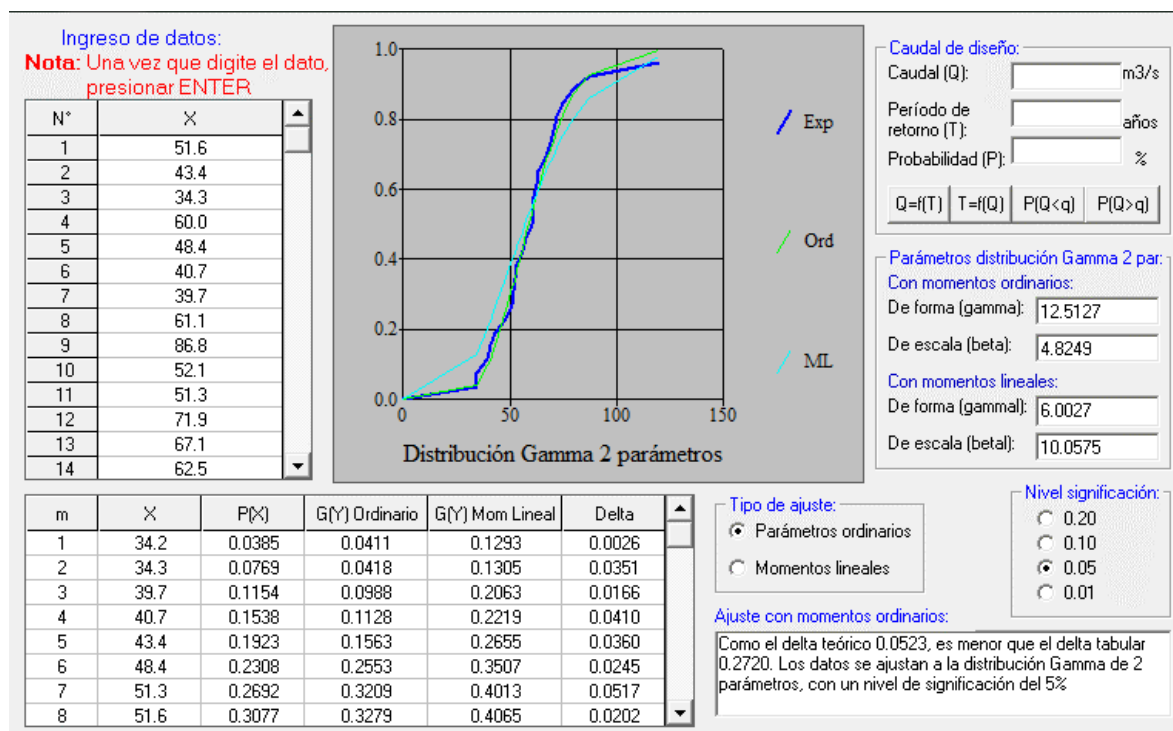 Ingreso de datos:
Nota: Una vez que digite el dato,
presionar ENTER
N° X
1 51.6
2 43.4
3 34.3
4 60.0
5 48.4
6 40.7
7 39.7
8 61.1
9 86.8
10 52.1
11 51.3
12 71.9
13 67.1
14 62.5
1.0
0.8
0.6
0.4
0.2
0.0
0 50 100 150
Distribución Gamma 2 parámetros
Exp
Ord
ML
Caudal de diseño:
Caudal (Q): m3/s
Período de
retorno (T): años
Probabilidad (P): %
Q=f(T) T=f(Q) P(Q<q) P(Q>q)
Parámetros distribución Gamma 2 par:
Con momentos ordinarios:
De forma (gamma): 12.5127
De escala (beta): 4.8249
Con momentos lineales:
De forma (gammal): 6.0027
De escala (betal): 10.0575
m X P(X) G(Y) Ordinario G(Y) Mom Lineal Delta
1 34.2 0.0385 0.0411 0.1293 0.0026
2 34.3 0.0769 0.0418 0.1305 0.0351
3 39.7 0.1154 0.0988 0.2063 0.0166
4 40.7 0.1538 0.1128 0.2219 0.0410
5 43.4 0.1923 0.1563 0.2655 0.0360
6 48.4 0.2308 0.2553 0.3507 0.0245
7 51.3 0.2692 0.3209 0.4013 0.0517
8 51.6 0.3077 0.3279 0.4065 0.0202
Tipo de ajuste:
Parámetros ordinarios
Momentos lineales
Nivel significación:
0.20
0.10
0.05
0.01
Ajuste con momentos ordinarios:
Como el delta teórico 0.0523, es menor que el delta tabular
0.2720. Los datos se ajustan a la distribución Gamma de 2
parámetros, con un nivel de significación del 5%